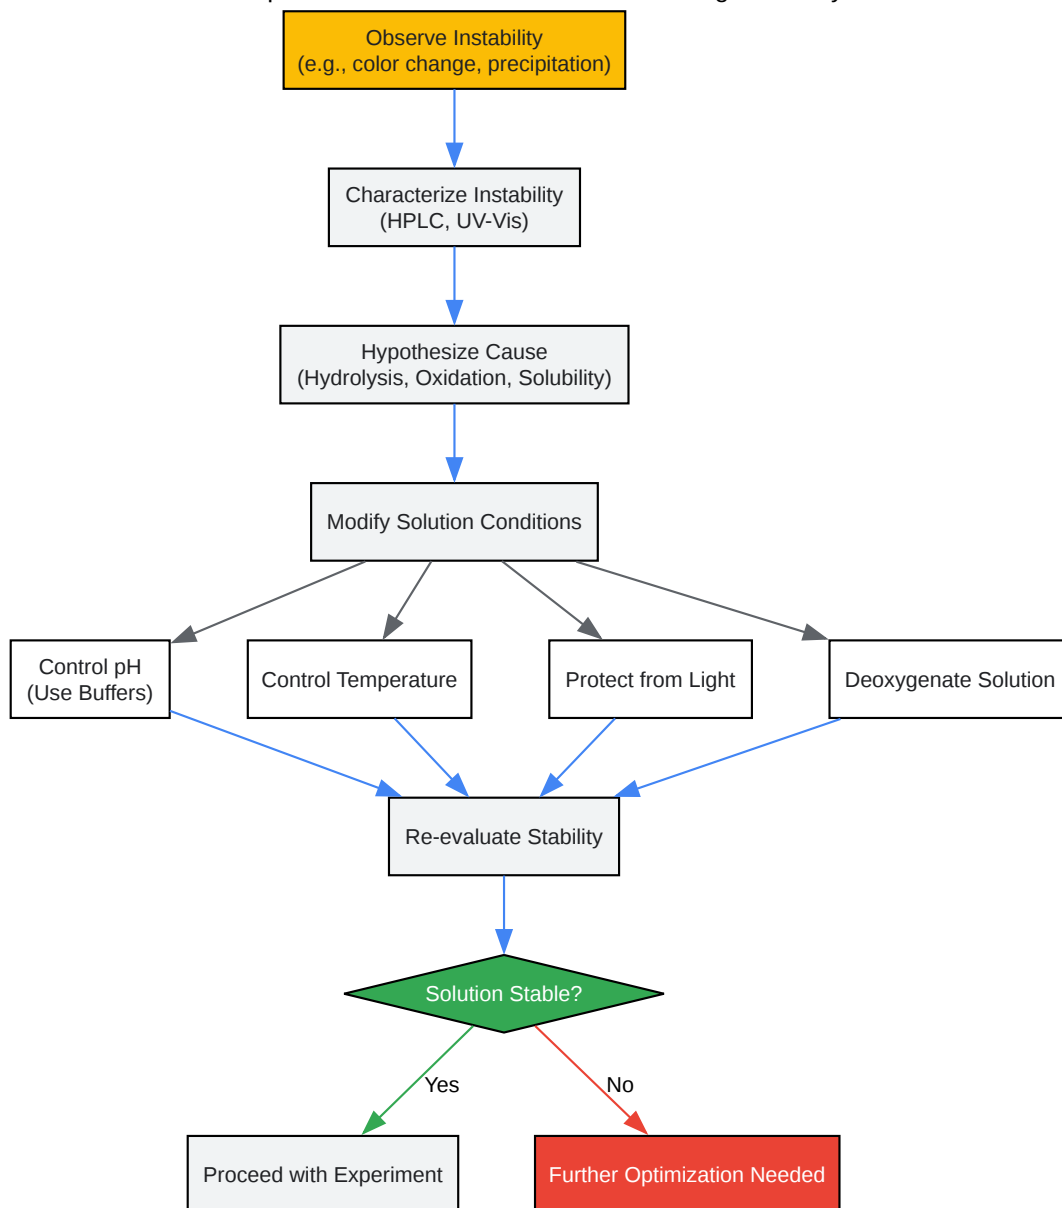 Observe Instability
(e.g., color change, precipitation)
Characterize Instability
(HPLC, UV-Vis)
Hypothesize Cause
(Hydrolysis, Oxidation, Solubility)
Modify Solution Conditions
Control pH
(Use Buffers)
Control Temperature
Protect from Light
Deoxygenate Solution
Re-evaluate Stability
Solution Stable?
Yes
No
Proceed with Experiment
Further Optimization Needed